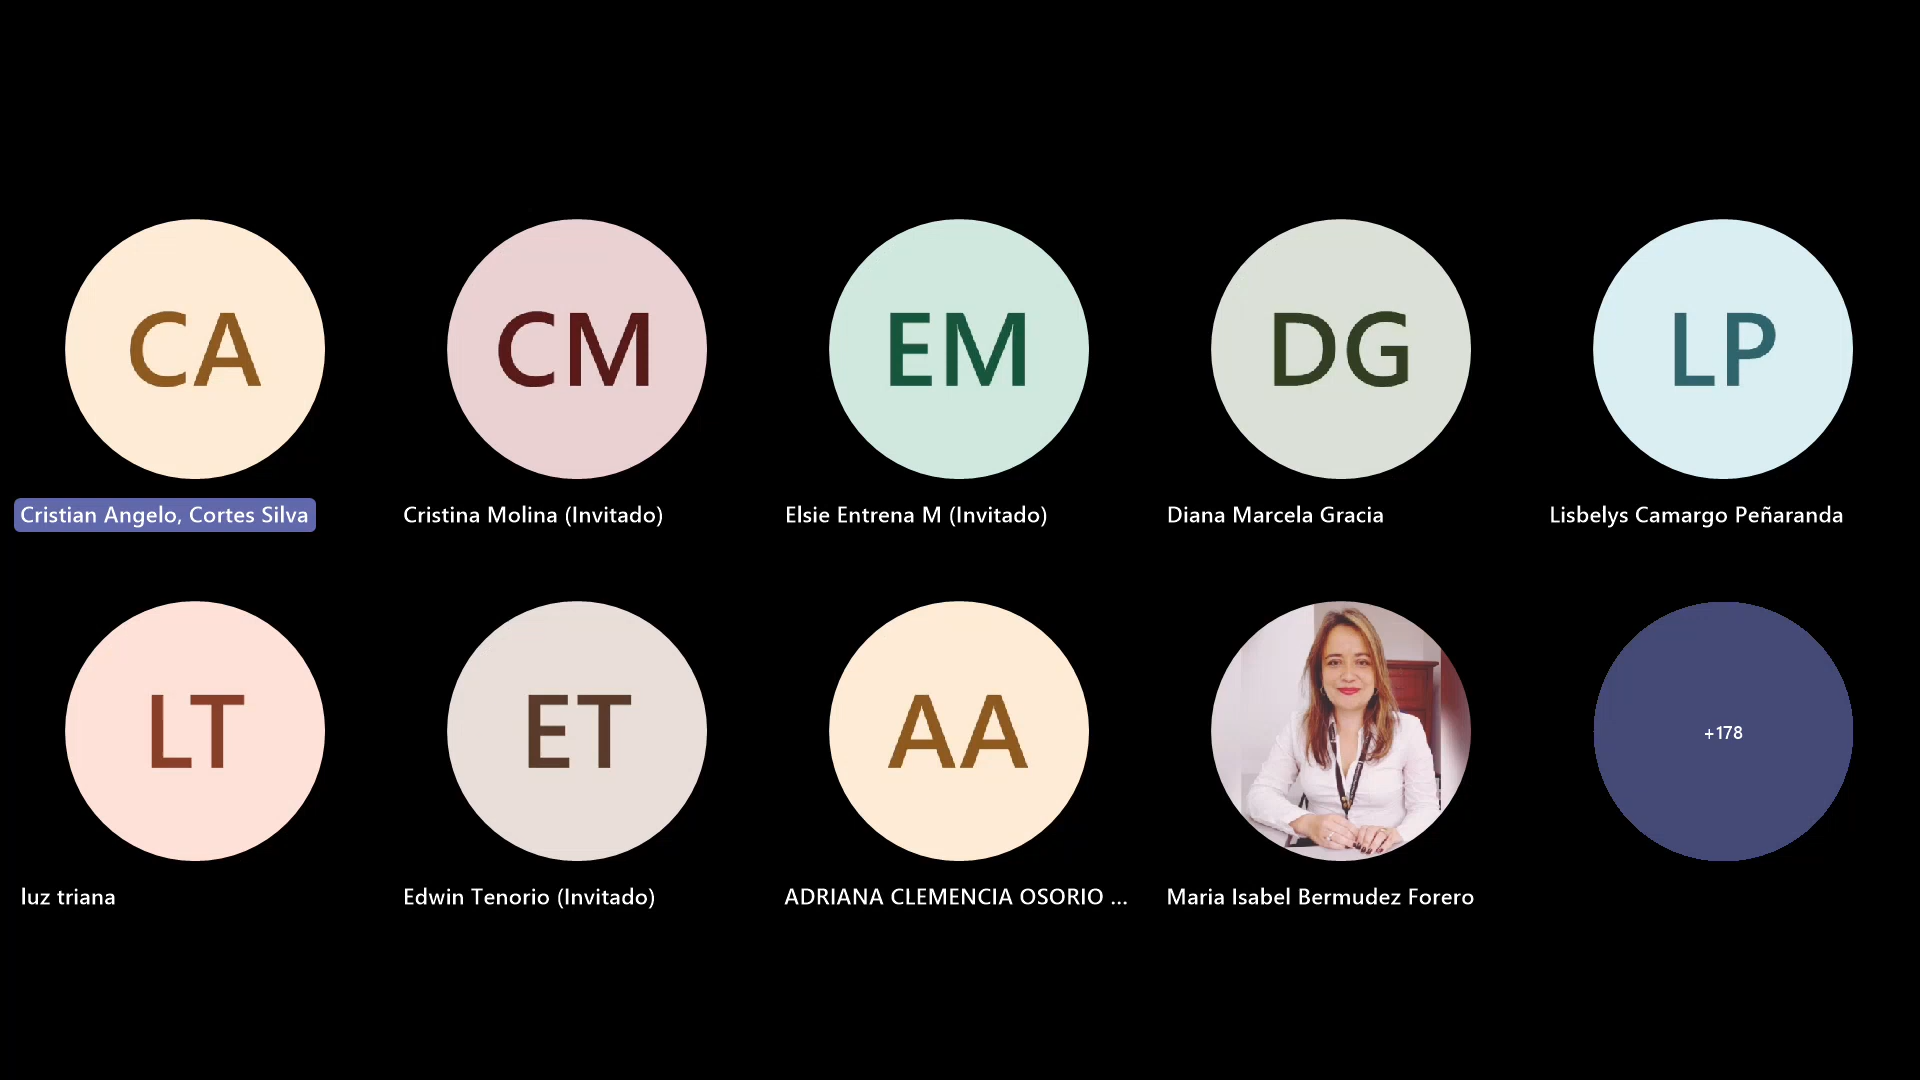 CA
CM
EM
DG
LP
Cristian Angelo, Cortes Silva
Cristina Molina (Invitado)
Elsie Entrena M (Invitado)
Diana Marcela Gracia
Lisbelys Camargo Peñaranda
LT
ET
AA
+178
luz triana
Edwin Tenorio (Invitado)
ADRIANA CLEMENCIA OSORIO ...
Maria Isabel Bermudez Forero